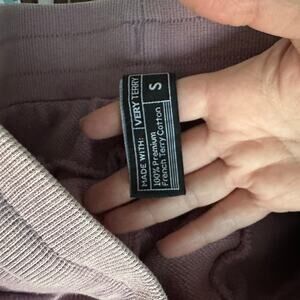 VERY TERRY
S
MADE WITH:
100% Premium
French Terry Cotton